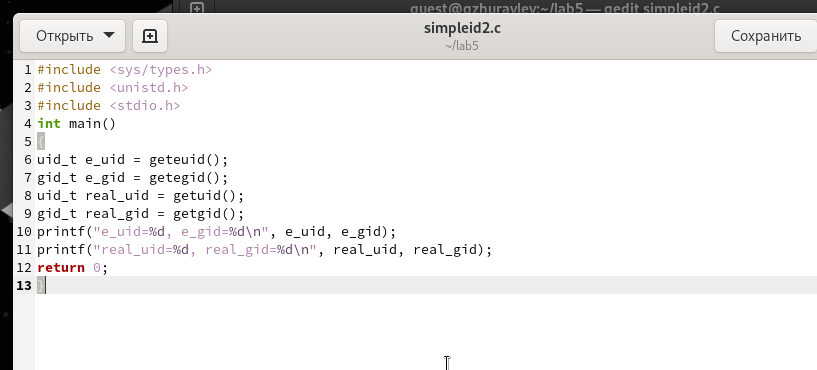 guest@gzhuravlev:~/lab5 — gedit simpleid2.c
Открыть
simpleid2.c
~/lab5
Сохранить
1 #include <sys/types.h>
2 #include <unistd.h>
3 #include <stdio.h>
4 int main()
5 {
6 uid_t e_uid = geteuid();
7 gid_t e_gid = getegid();
8 uid_t real_uid = getuid();
9 gid_t real_gid = getgid();
10 printf("e_uid=%d, e_gid=%d\n", e_uid, e_gid);
11 printf("real_uid=%d, real_gid=%d\n", real_uid, real_gid);
12 return 0;
13 }